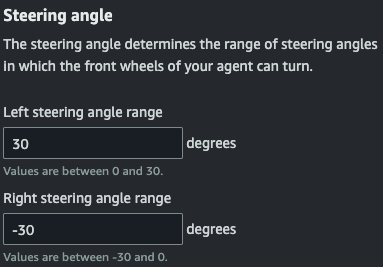 Steering angle
The steering angle determines the range of steering angles
in which the front wheels of your agent can turn.
Left steering angle range
30 degrees
Values are between 0 and 30.
Right steering angle range
-30 degrees
Values are between -30 and 0.